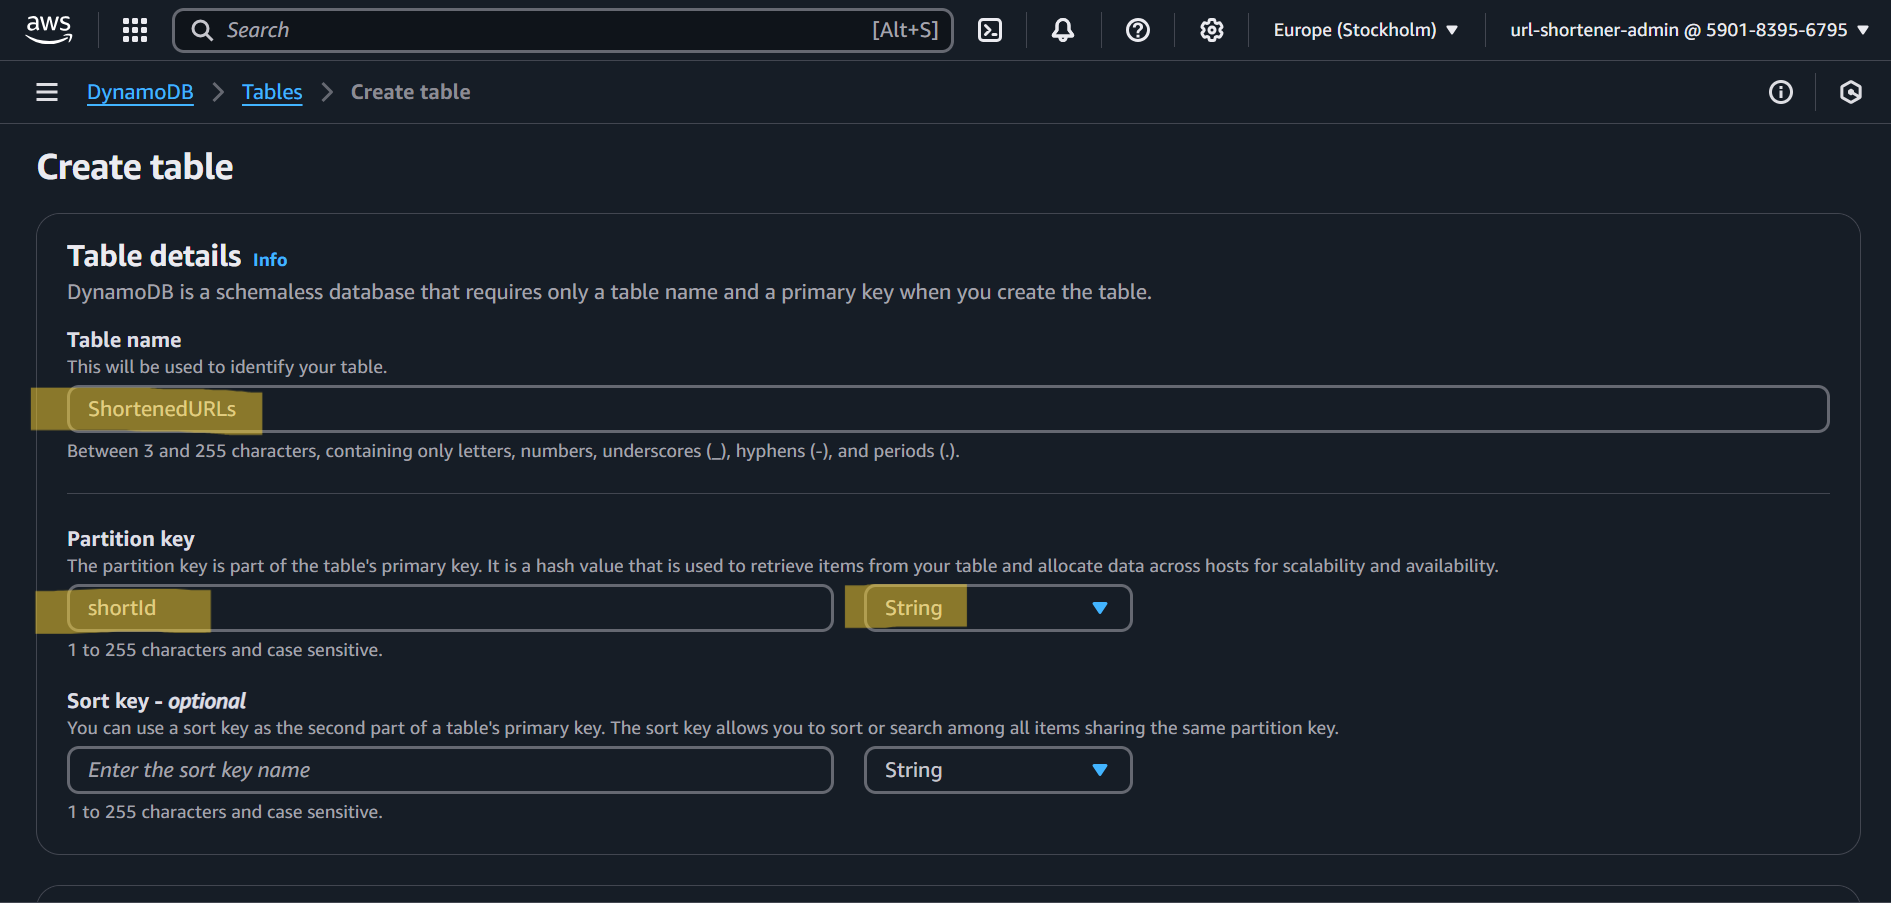 aws
Search [Alt+S] Europe (Stockholm) url-shortener-admin @ 5901-8395-6795
DynamoDB > Tables > Create table
Create table
Table details Info
DynamoDB is a schemaless database that requires only a table name and a primary key when you create the table.
Table name
This will be used to identify your table.
ShortenedURLs
Between 3 and 255 characters, containing only letters, numbers, underscores (_), hyphens (-), and periods (.).
Partition key
The partition key is part of the table's primary key. It is a hash value that is used to retrieve items from your table and allocate data across hosts for scalability and availability.
shortId String
1 to 255 characters and case sensitive.
Sort key - optional
You can use a sort key as the second part of a table's primary key. The sort key allows you to sort or search among all items sharing the same partition key.
Enter the sort key name String
1 to 255 characters and case sensitive.